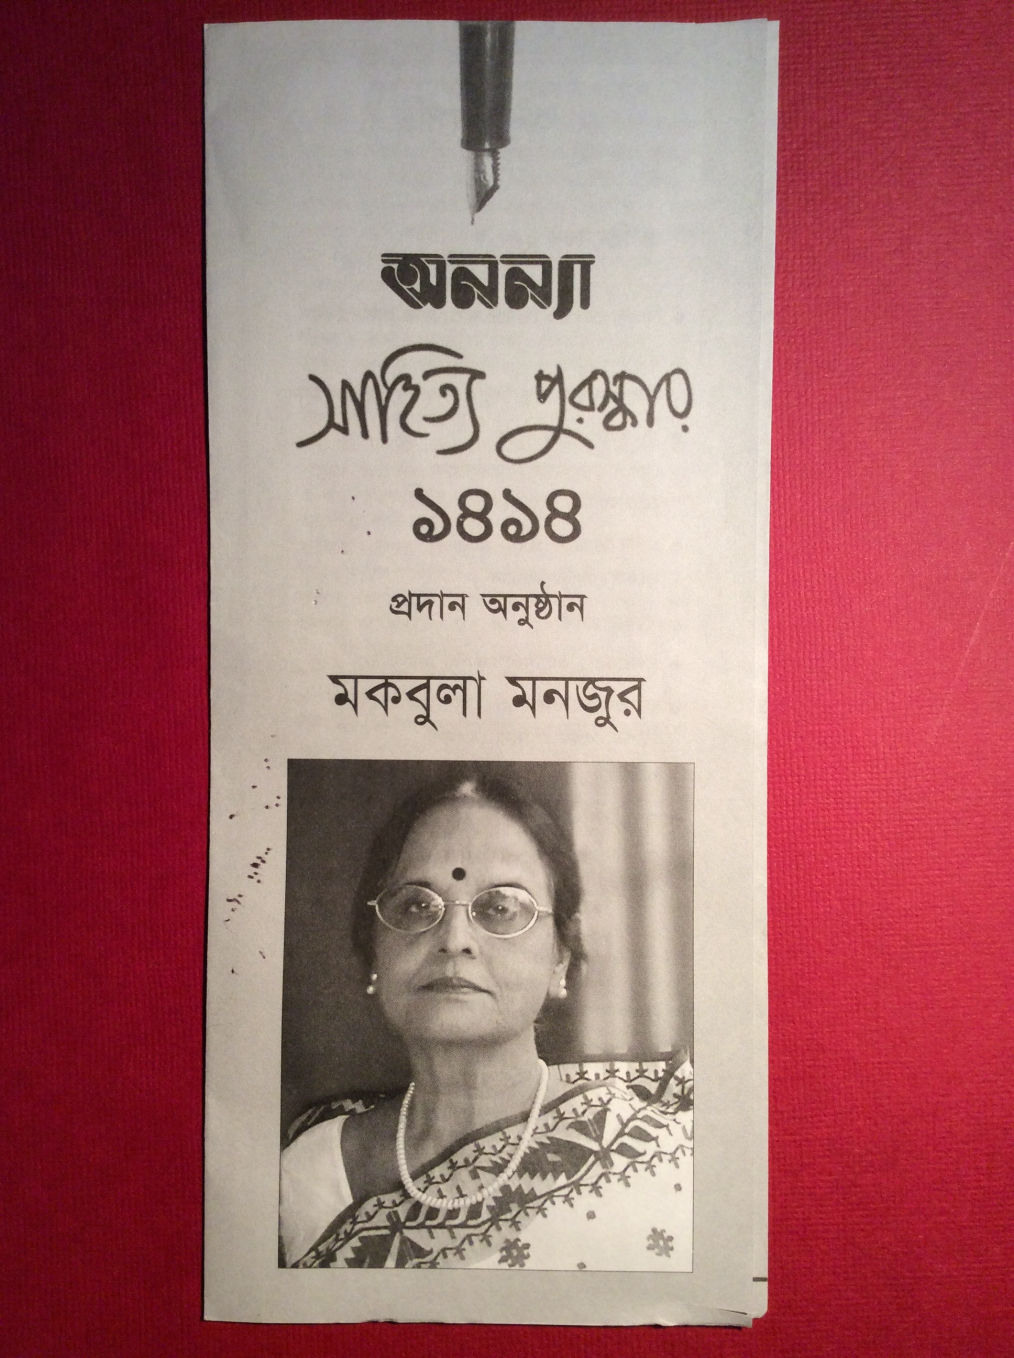 অনন্যা
সাহিত্য পুরস্কার
১৪১৪
প্রদান অনুষ্ঠান
মকবুলা মনজুর